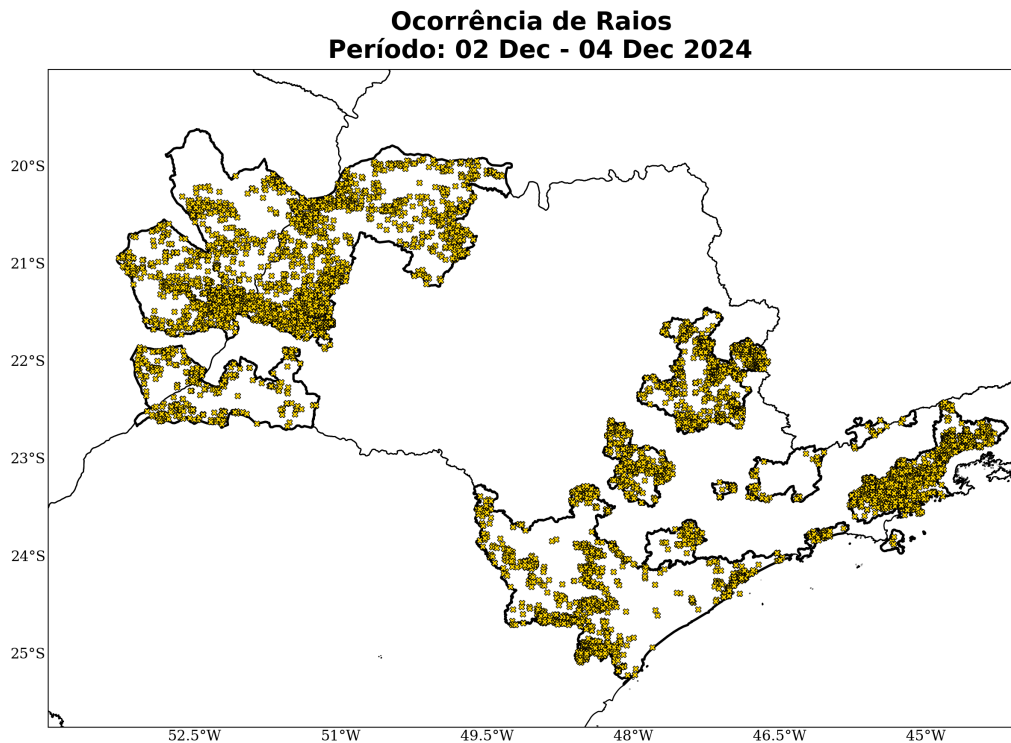 Ocorrência de Raios
Período: 02 Dec - 04 Dec 2024
20°S
21°S
22°S
23°S
24°S
25°S
52.5°W 51°W 49.5°W 48°W 46.5°W 45°W